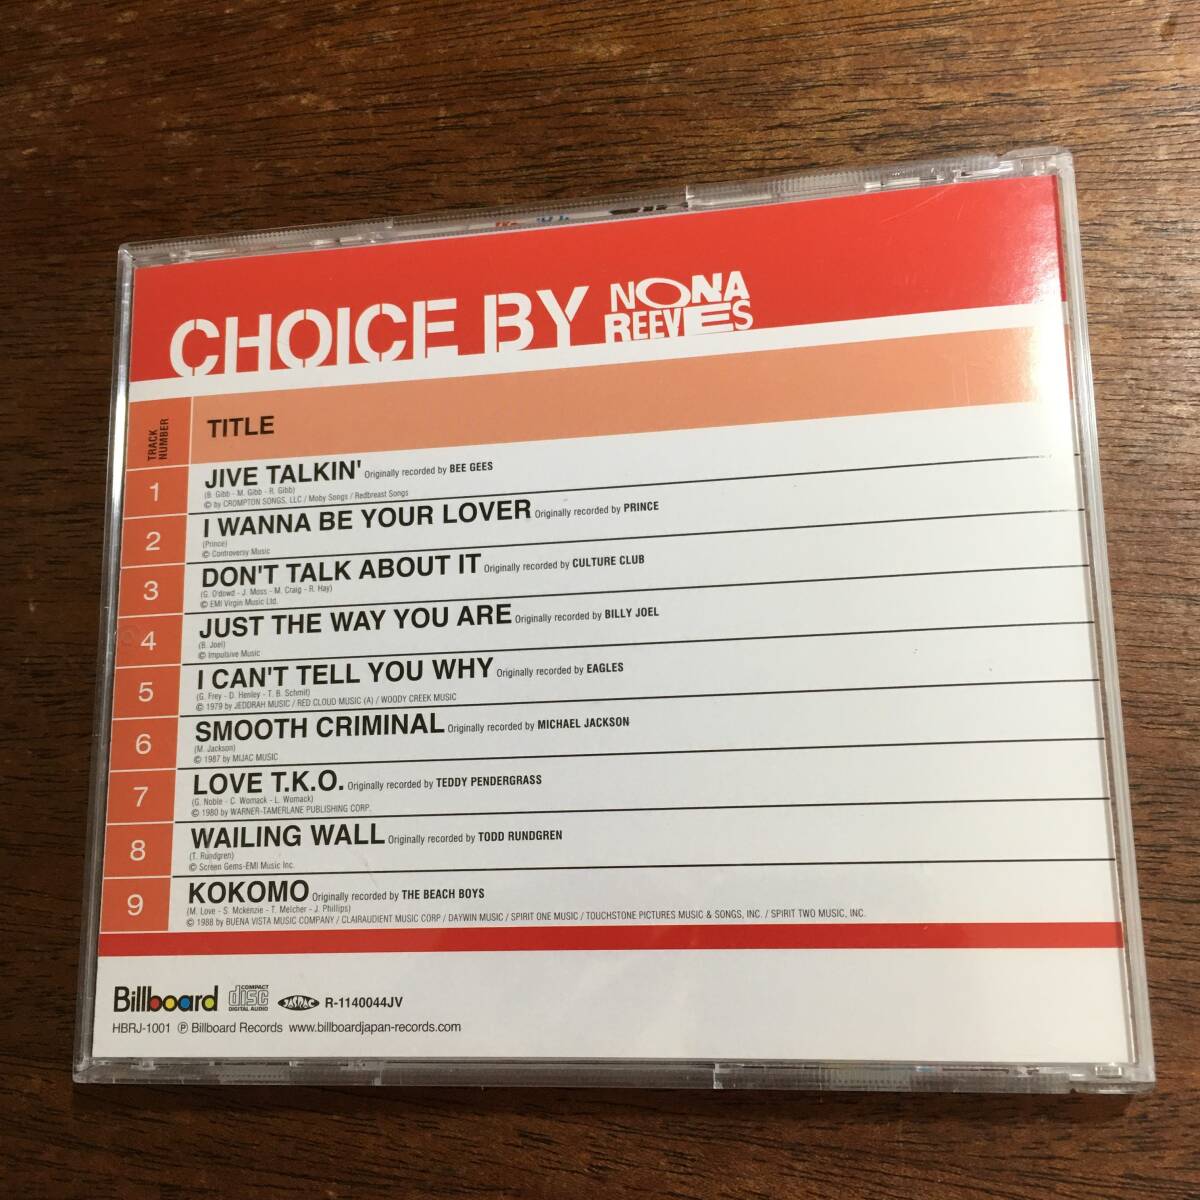 CHOICE BY NONA REEVES
TRACK NUMBER
TITLE
1
JIVE TALKIN' Originally recorded by BEE GEES
(B. Gibb - M. Gibb - R. Gibb)
© by CROMPTON SONGS, LLC / Moby Songs / Redbreast Songs
2
I WANNA BE YOUR LOVER Originally recorded by PRINCE
(Prince)
© Controversy Music
3
DON'T TALK ABOUT IT Originally recorded by CULTURE CLUB
(G. O'dowd - J. Moss - M. Craig - R. Hay)
© EMI Virgin Music Ltd.
4
JUST THE WAY YOU ARE Originally recorded by BILLY JOEL
(B. Joel)
© Impulsive Music
5
I CAN'T TELL YOU WHY Originally recorded by EAGLES
(G. Frey - D. Henley - T. B. Schmit)
© 1979 by JEDDRAH MUSIC / RED CLOUD MUSIC (A) / WOODY CREEK MUSIC
6
SMOOTH CRIMINAL Originally recorded by MICHAEL JACKSON
(M. Jackson)
© 1987 by MIJAC MUSIC
7
LOVE T.K.O. Originally recorded by TEDDY PENDERGRASS
(G. Noble - C. Womack - L. Womack)
© 1980 by WARNER-TAMERLANE PUBLISHING CORP.
8
WAILING WALL Originally recorded by TODD RUNDGREN
(T. Rundgren)
© Screen Gems-EMI Music Inc.
9
KOKOMO Originally recorded by THE BEACH BOYS
(M. Love - S. Mckenzie - T. Melcher - J. Phillips)
© 1988 by BUENA VISTA MUSIC COMPANY / CLAIRAUDIENT MUSIC CORP / DAYWIN MUSIC / SPIRIT ONE MUSIC / TOUCHSTONE PICTURES MUSIC & SONGS, INC. / SPIRIT TWO MUSIC, INC.
Billboard COMPACT disc DIGITAL AUDIO JASRAC R-1140044JV
HBRJ-1001 ℗ Billboard Records www.billboardjapan-records.com